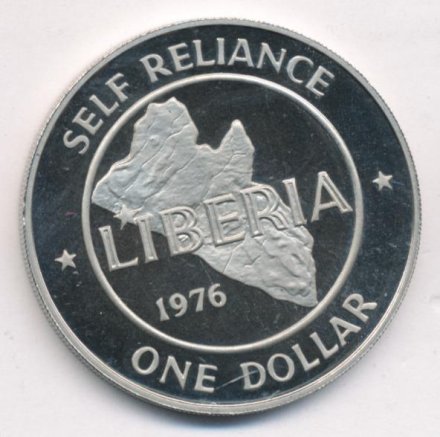 SELF RELIANCE
LIBERIA
1976
ONE DOLLAR